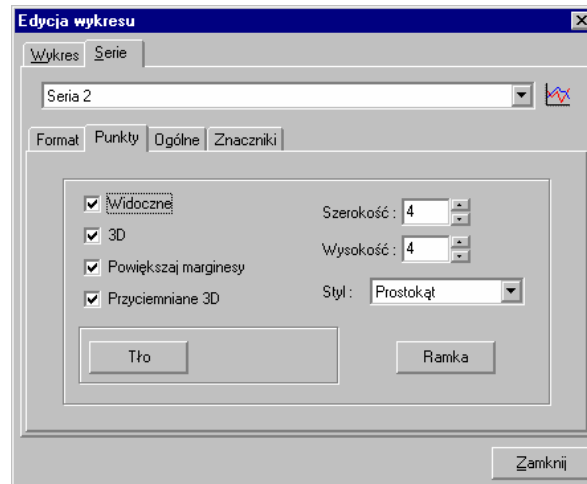 Edycja wykresu
Wykres Serie
Seria 2
Format Punkty Ogólne Znaczniki
Widoczne
Szerokość : 4
3D
Wysokość : 4
Powiększaj marginesy
Styl : Prostokąt
Przyciemniane 3D
Tło Ramka
Zamknij